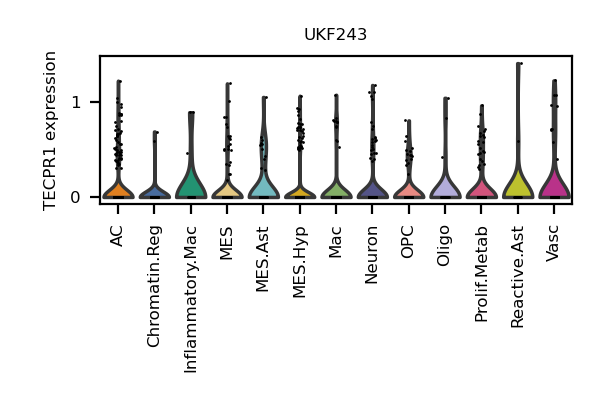 UKF243
TECPR1 expression
1
0
AC
Chromatin.Reg
Inflammatory.Mac
MES
MES.Ast
MES.Hyp
Mac
Neuron
OPC
Oligo
Prolif.Metab
Reactive.Ast
Vasc